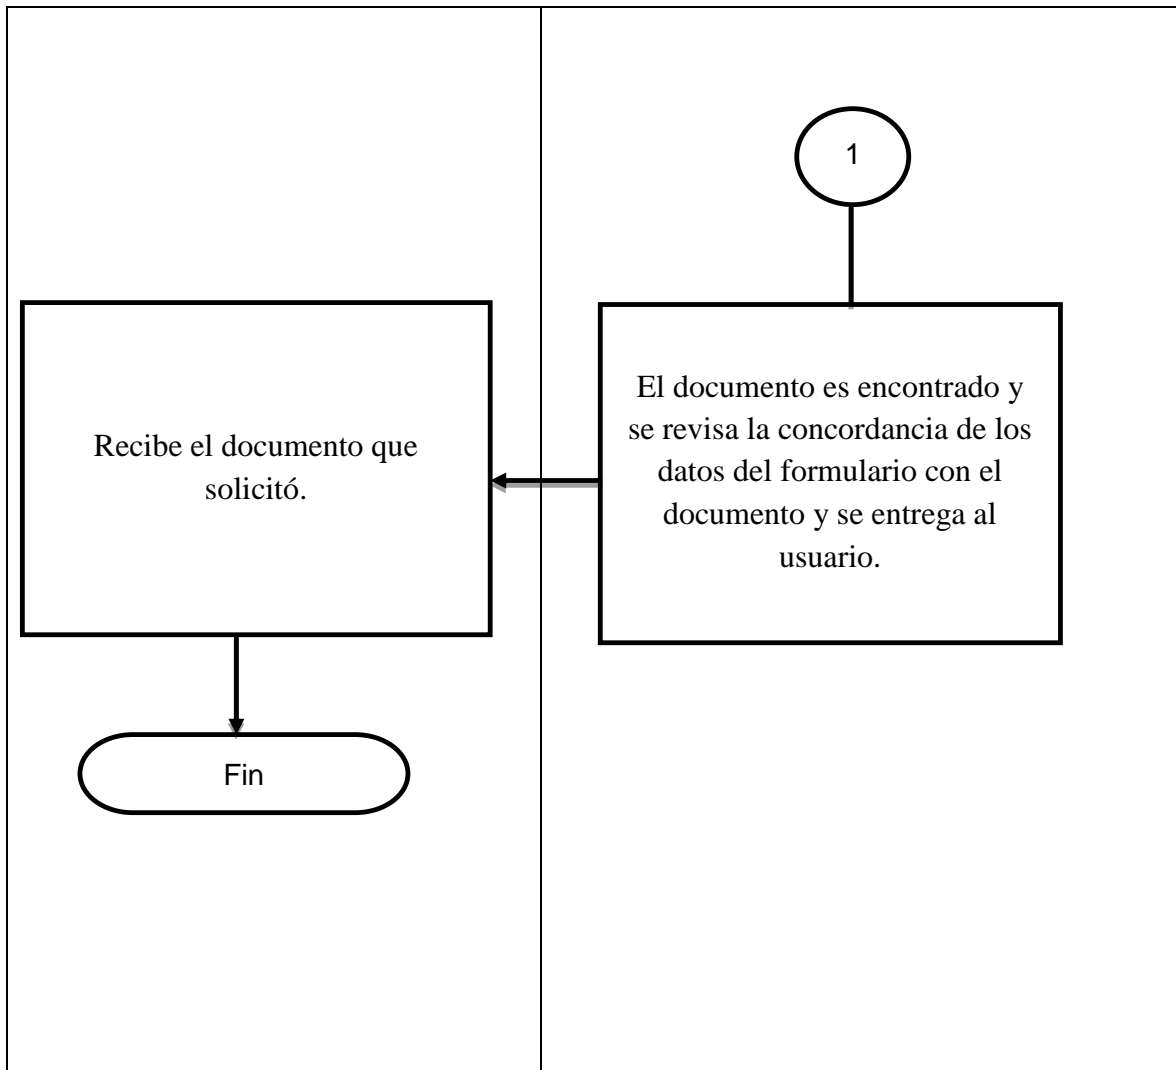 1
El documento es encontrado y
se revisa la concordancia de los
datos del formulario con el
documento y se entrega al
usuario.
Recibe el documento que
solicitó.
Fin